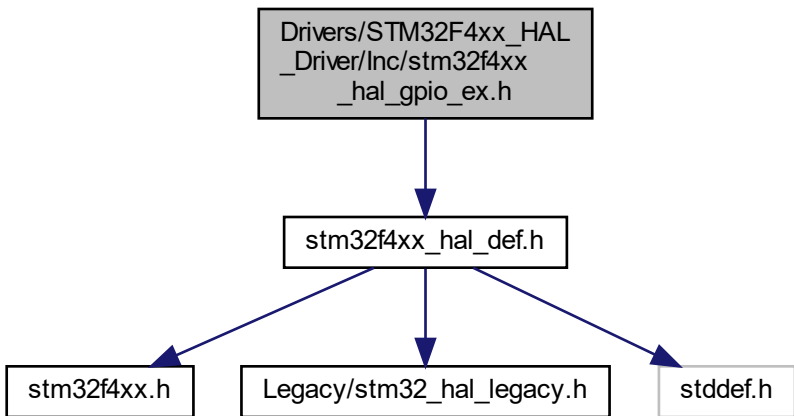 Drivers/STM32F4xx_HAL
_Driver/Inc/stm32f4xx
_hal_gpio_ex.h
stm32f4xx_hal_def.h
stm32f4xx.h
Legacy/stm32_hal_legacy.h
stddef.h